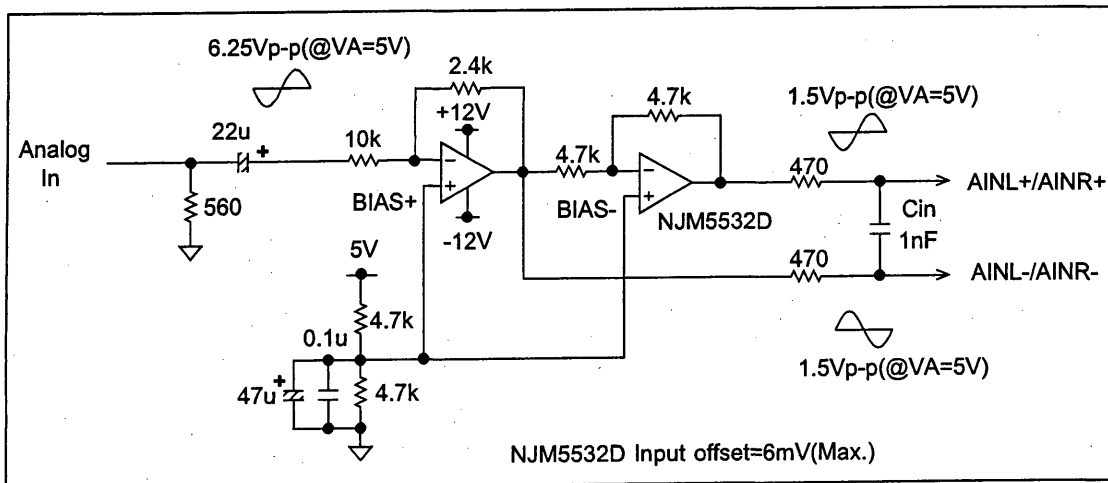 6.25Vp-p(@VA=5V)
2.4k
+12V
4.7k
1.5Vp-p(@VA=5V)
Analog
In
22u
+
10k
−
+
4.7k
−
+
470
AINL+/AINR+
560
BIAS+
-12V
BIAS-
NJM5532D
Cin
1nF
5V
470
AINL-/AINR-
4.7k
0.1u
47u
+
4.7k
1.5Vp-p(@VA=5V)
NJM5532D Input offset=6mV(Max.)